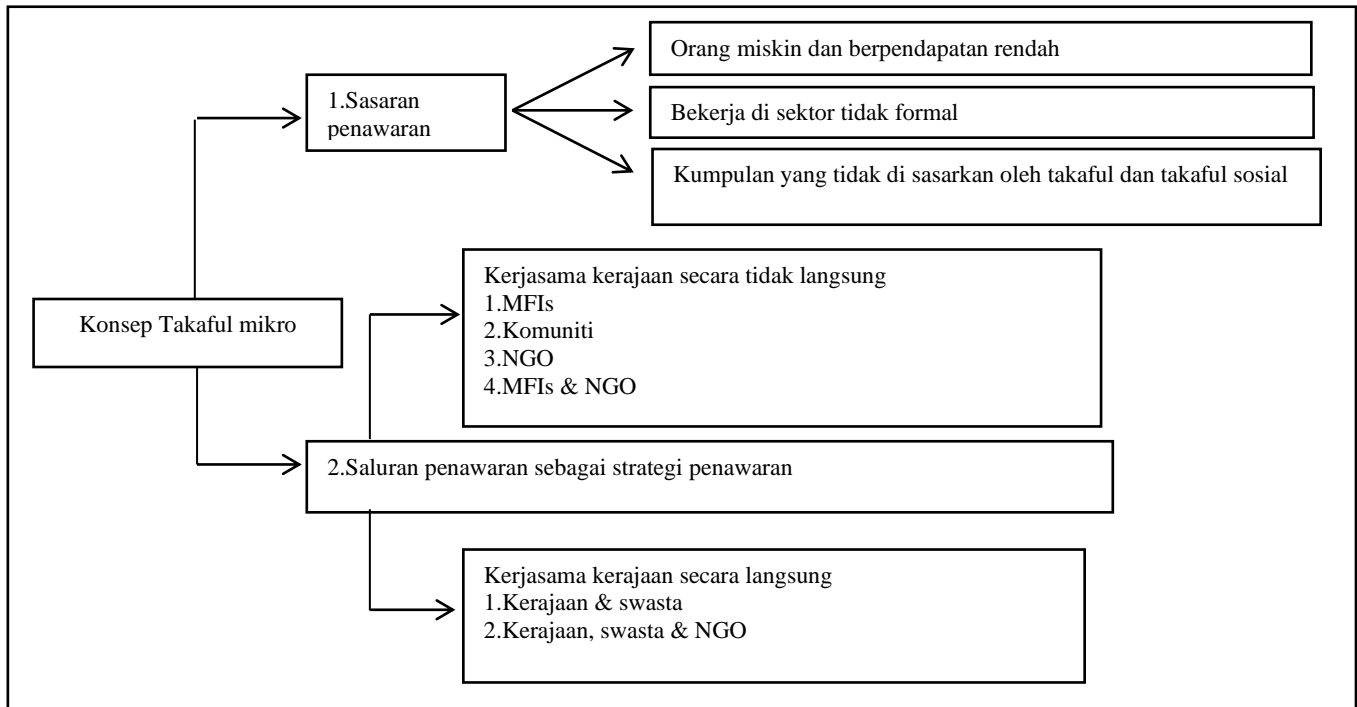 Orang miskin dan berpendapatan rendah
1.Sasaran
penawaran
Bekerja di sektor tidak formal
Kumpulan yang tidak di sasarkan oleh takaful dan takaful sosial
Konsep Takaful mikro
Kerjasama kerajaan secara tidak langsung
1.MFIs
2.Komuniti
3.NGO
4.MFIs & NGO
2.Saluran penawaran sebagai strategi penawaran
Kerjasama kerajaan secara langsung
1.Kerajaan & swasta
2.Kerajaan, swasta & NGO